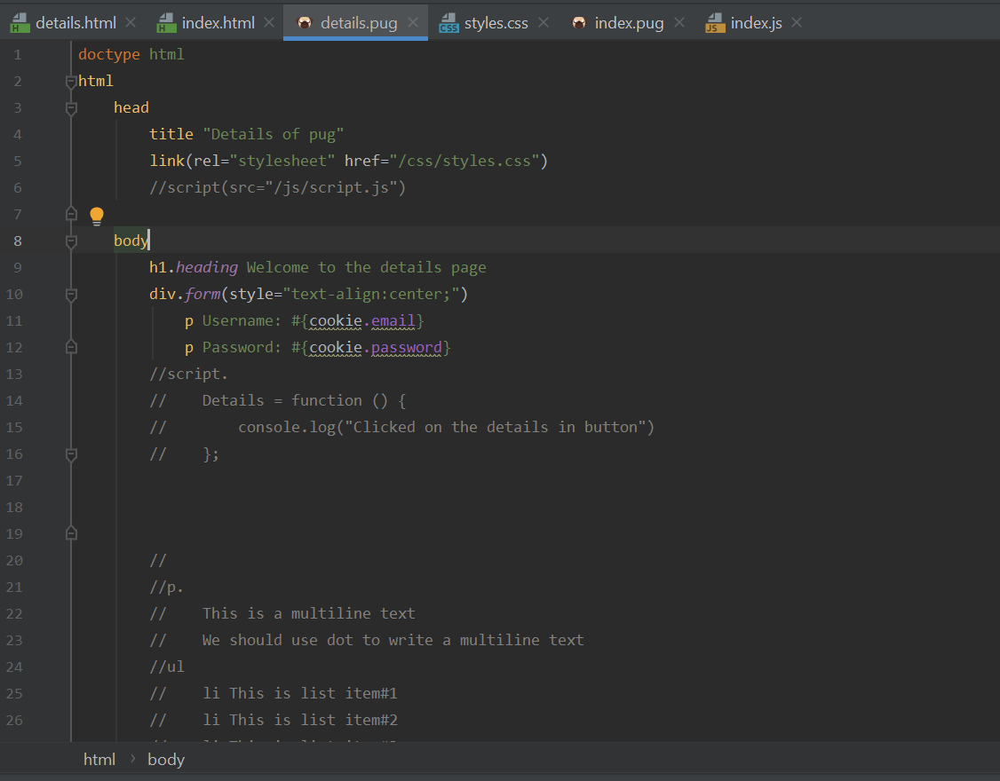 details.html index.html details.pug styles.css index.pug index.js
1 doctype html
2 html
3 head
4 title "Details of pug"
5 link(rel="stylesheet" href="/css/styles.css")
6 //script(src="/js/script.js")
7
8 body
9 h1.heading Welcome to the details page
10 div.form(style="text-align:center;")
11 p Username: #{cookie.email}
12 p Password: #{cookie.password}
13 //script.
14 // Details = function () {
15 // console.log("Clicked on the details in button")
16 // };
17
18
19
20 //
21 //p.
22 // This is a multiline text
23 // We should use dot to write a multiline text
24 //ul
25 // li This is list item#1
26 // li This is list item#2
html › body